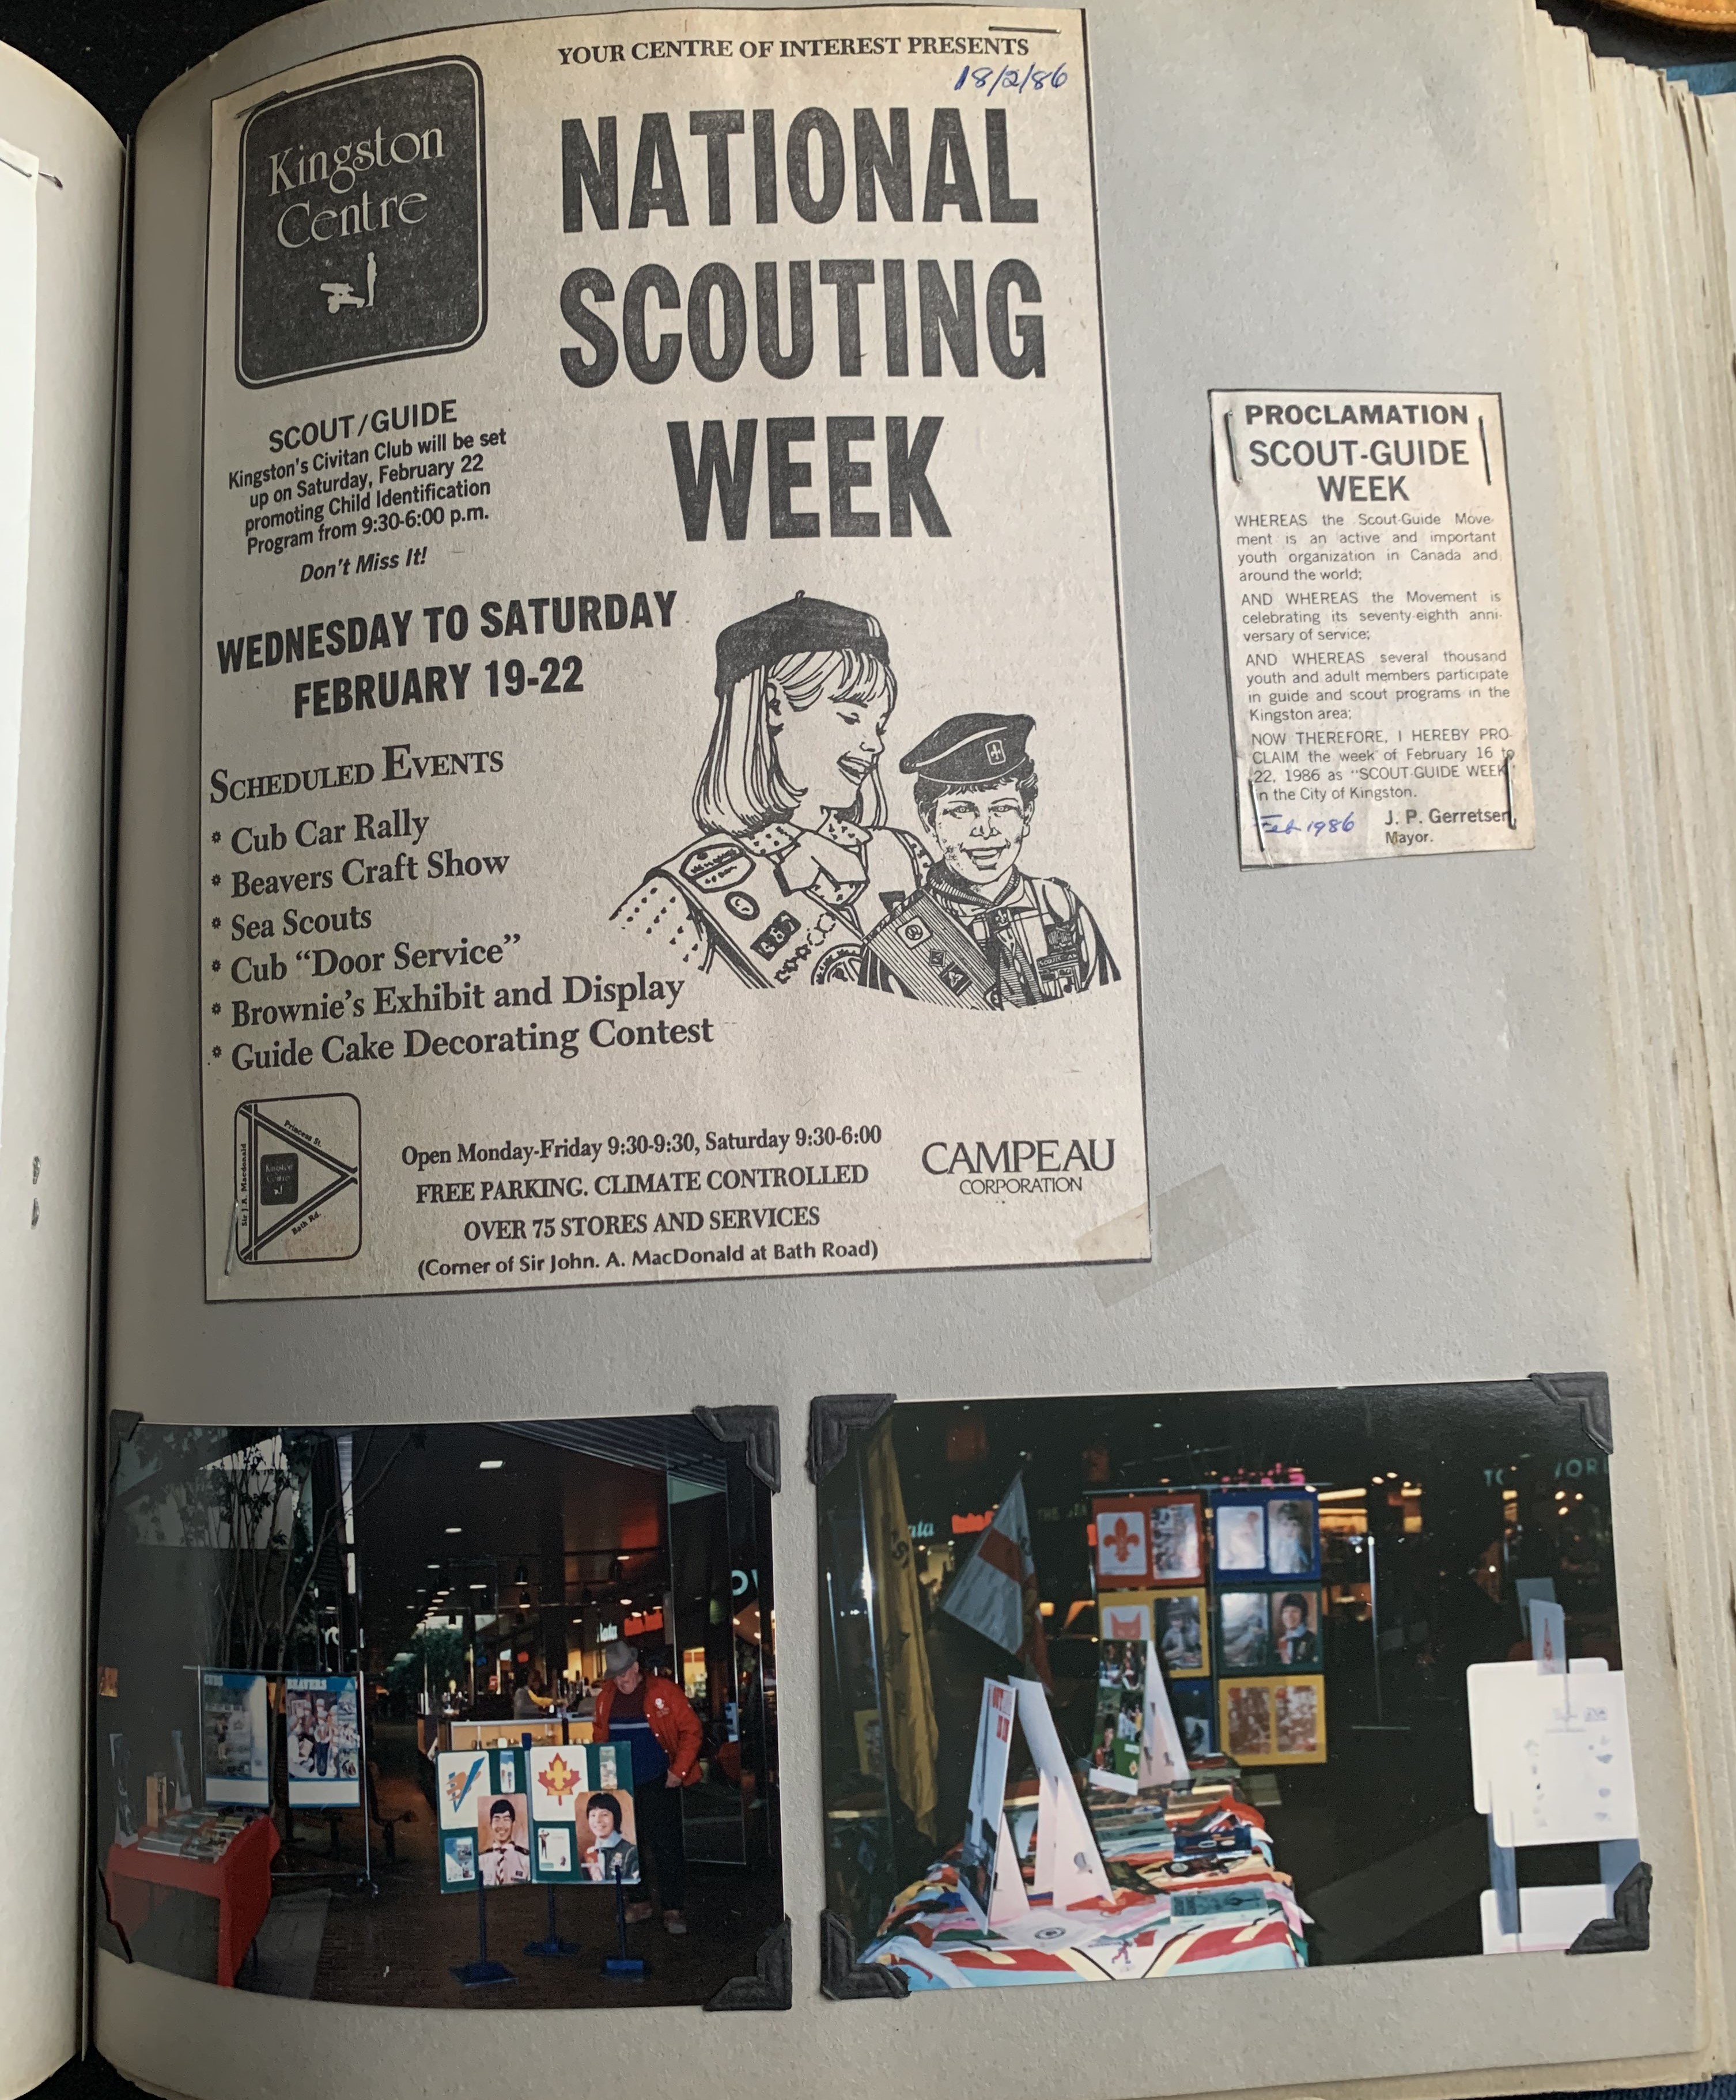 YOUR CENTRE OF INTEREST PRESENTS
18/2/86
Kingston
Centre
NATIONAL
SCOUTING
WEEK
SCOUT/GUIDE
Kingston's Civitan Club will be set
up on Saturday, February 22
promoting Child Identification
Program from 9:30-6:00 p.m.
Don't Miss It!
WEDNESDAY TO SATURDAY
FEBRUARY 19-22
SCHEDULED EVENTS
* Cub Car Rally
* Beavers Craft Show
* Sea Scouts
* Cub “Door Service”
* Brownie's Exhibit and Display
* Guide Cake Decorating Contest
Princess St.
Sir J.A. Macdonald
Kingston
Centre
Bath Rd.
Open Monday-Friday 9:30-9:30, Saturday 9:30-6:00
FREE PARKING. CLIMATE CONTROLLED
OVER 75 STORES AND SERVICES
(Corner of Sir John. A. MacDonald at Bath Road)
CAMPEAU
CORPORATION
PROCLAMATION
SCOUT-GUIDE
WEEK
WHEREAS the Scout-Guide Move-
ment is an active and important
youth organization in Canada and
around the world;
AND WHEREAS the Movement is
celebrating its seventy-eighth anni-
versary of service;
AND WHEREAS several thousand
youth and adult members participate
in guide and scout programs in the
Kingston area;
NOW THEREFORE, I HEREBY PRO-
CLAIM the week of February 16 to
22, 1986 as “SCOUT-GUIDE WEEK”
in the City of Kingston.
Feb 1986
J. P. Gerretsen,
Mayor.
CUBS
BEAVERS